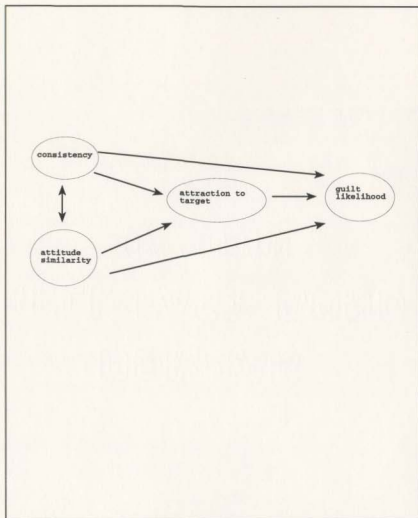 consistency
attraction to
target
guilt
likelihood
attitude
similarity